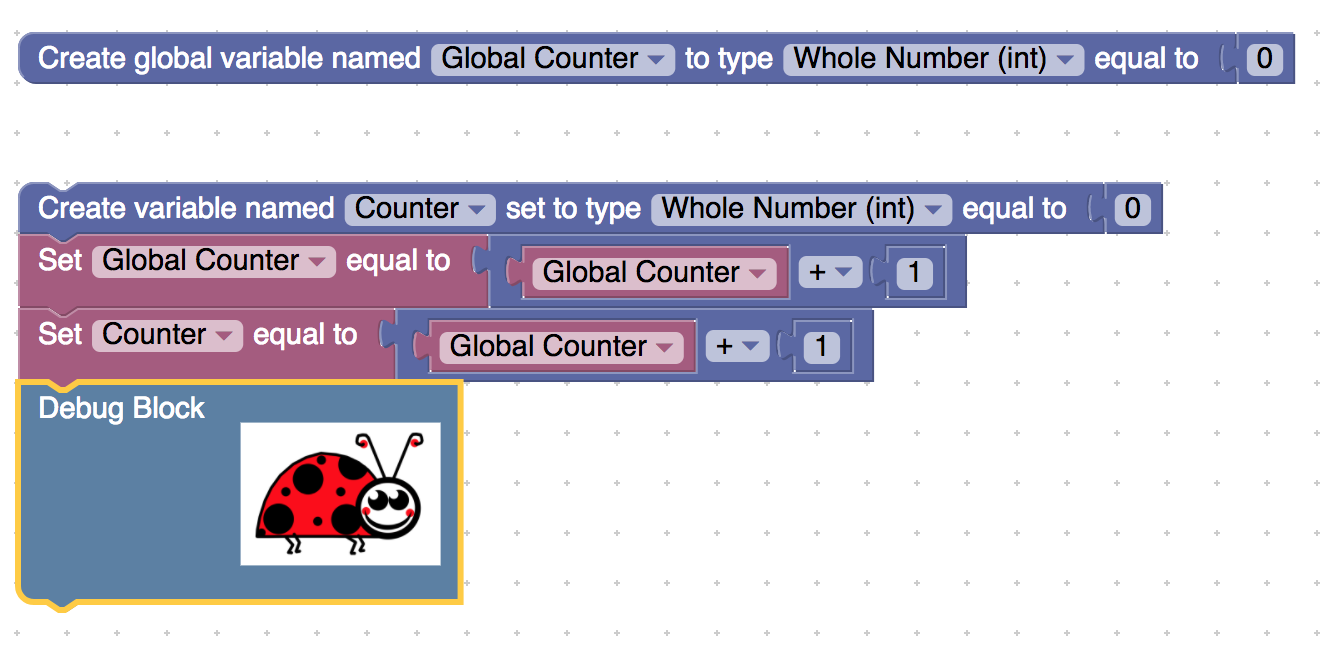 Create global variable named Global Counter to type Whole Number (int) equal to 0
Create variable named Counter set to type Whole Number (int) equal to 0
Set Global Counter equal to Global Counter + 1
Set Counter equal to Global Counter + 1
Debug Block